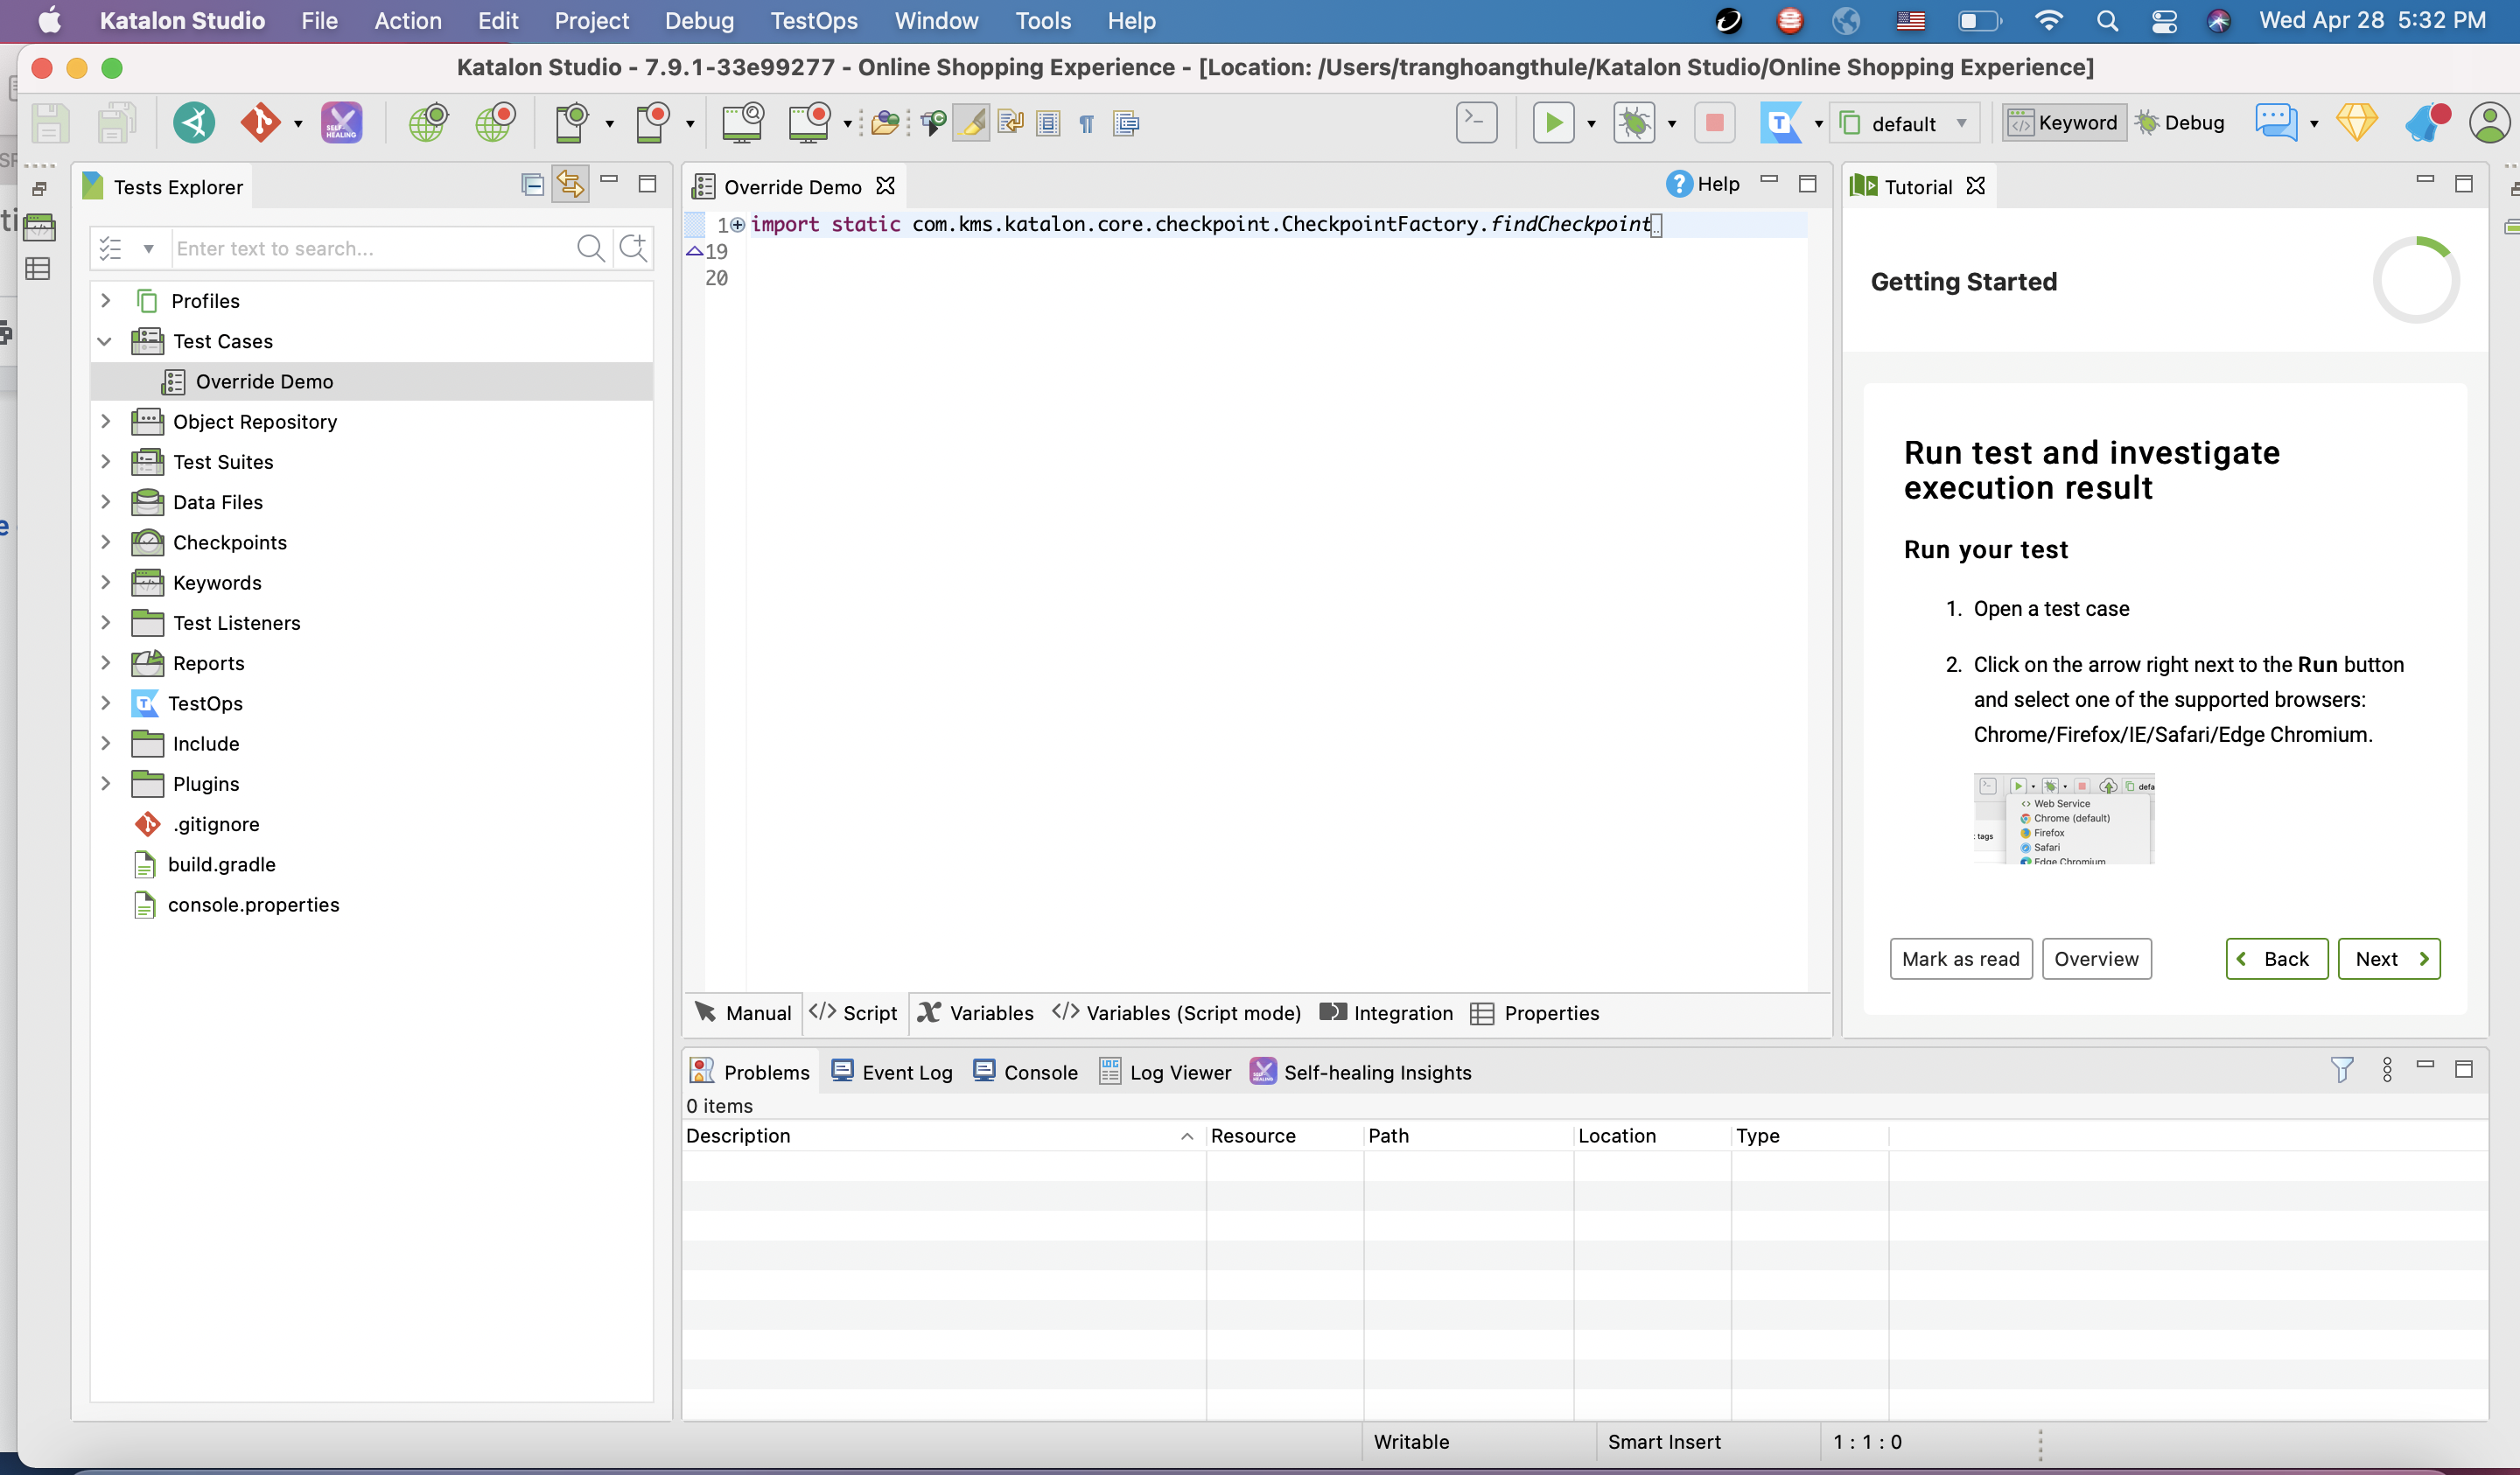 Katalon Studio File Action Edit Project Debug TestOps Window Tools Help Wed Apr 28 5:32 PM
Katalon Studio - 7.9.1-33e99277 - Online Shopping Experience - [Location: /Users/tranghoangthule/Katalon Studio/Online Shopping Experience]
SELF-HEALING
default
Keyword
Debug
Tests Explorer
Enter text to search...
Profiles
Test Cases
Override Demo
Object Repository
Test Suites
Data Files
Checkpoints
Keywords
Test Listeners
Reports
TestOps
Include
Plugins
.gitignore
build.gradle
console.properties
Override Demo
Help
1 import static com.kms.katalon.core.checkpoint.CheckpointFactory.findCheckpoint
19
20
Manual Script Variables Variables (Script mode) Integration Properties
Tutorial
Getting Started
Run test and investigate
execution result
Run your test
1. Open a test case
2. Click on the arrow right next to the Run button
and select one of the supported browsers:
Chrome/Firefox/IE/Safari/Edge Chromium.
defa
Web Service
Chrome (default)
tags
Firefox
Safari
Edge Chromium
Mark as read Overview Back Next
Problems Event Log Console Log Viewer Self-healing Insights
0 items
Description Resource Path Location Type
Writable Smart Insert 1 : 1 : 0